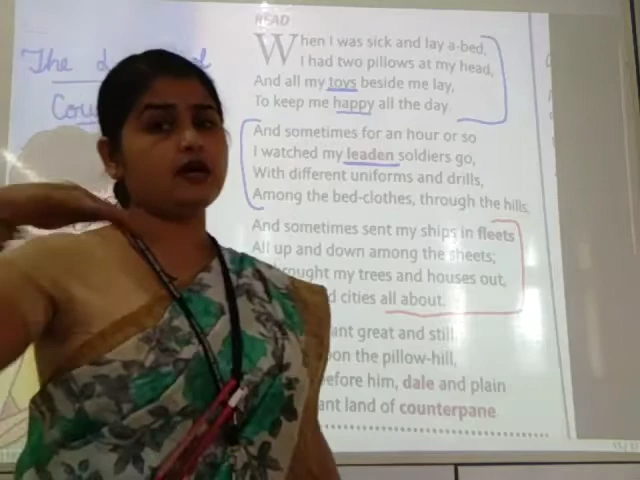 READ
The
Cou
When I was sick and lay a-bed,
I had two pillows at my head,
And all my toys beside me lay,
To keep me happy all the day
And sometimes for an hour or so
I watched my leaden soldiers go,
With different uniforms and drills,
Among the bed-clothes, through the hills,
And sometimes sent my ships in fleets
All up and down among the sheets;
brought my trees and houses out,
cities all about.
great and still
the pillow-hill,
before him, dale and plain
land of counterpane